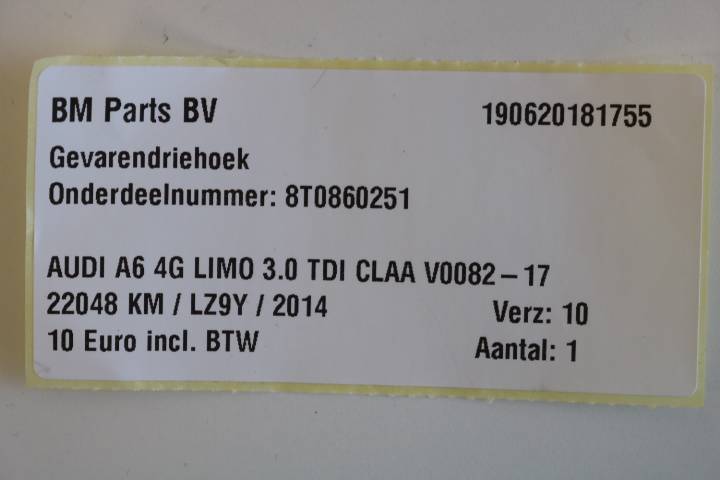 BM Parts BV 190620181755
Gevarendriehoek
Onderdeelnummer: 8T0860251
AUDI A6 4G LIMO 3.0 TDI CLAA V0082 – 17
22048 KM / LZ9Y / 2014 Verz: 10
10 Euro incl. BTW Aantal: 1